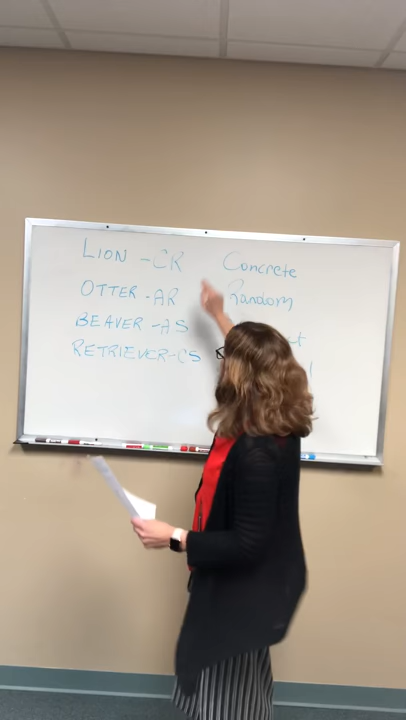 LION - CR Concrete
OTTER - AR Random
BEAVER - AS
RETRIEVER - CS